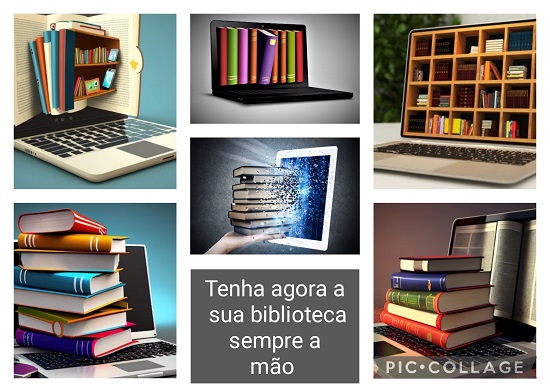 Tenha agora a
sua biblioteca
sempre a
mão
PIC•COLLAGE